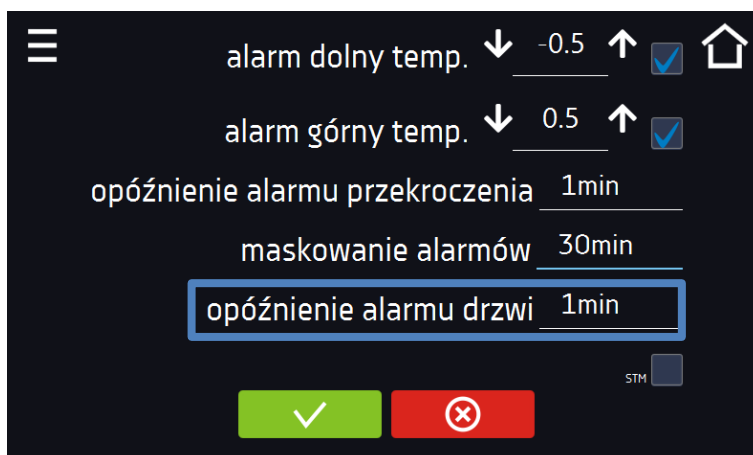 alarm dolny temp. -0.5
alarm górny temp. 0.5
opóźnienie alarmu przekroczenia 1min
maskowanie alarmów 30min
opóźnienie alarmu drzwi 1min
STM